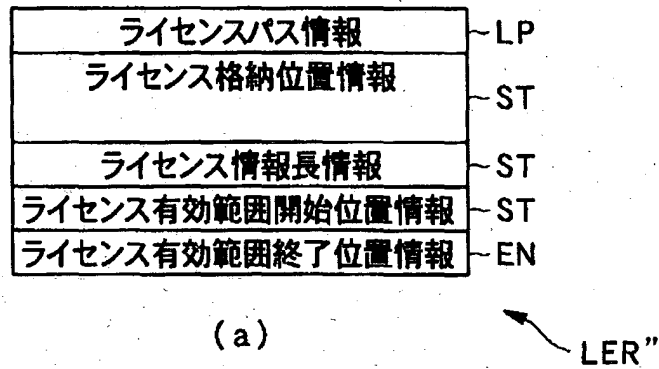 ライセンスパス情報 LP
ライセンス格納位置情報 ST
ライセンス情報長情報 ST
ライセンス有効範囲開始位置情報 ST
ライセンス有効範囲終了位置情報 EN
(a)
LER"